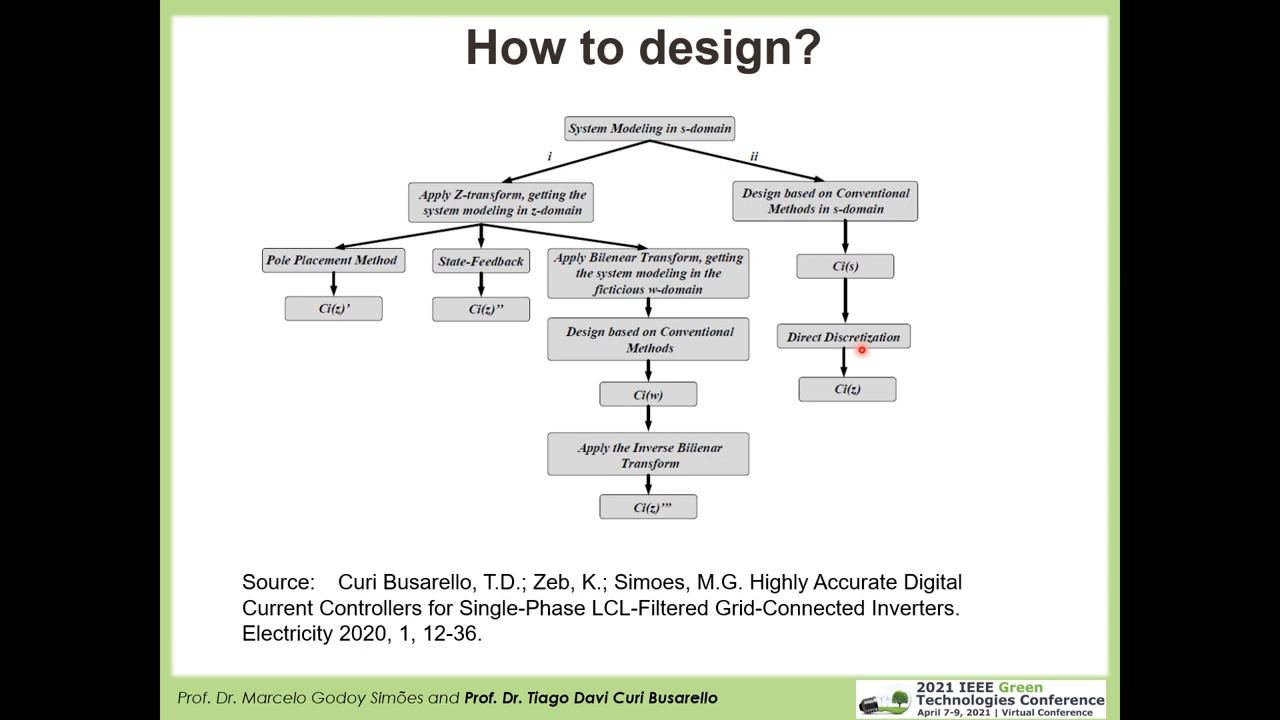 How to design?
System Modeling in s-domain
i
ii
Apply Z-transform, getting the
system modeling in z-domain
Design based on Conventional
Methods in s-domain
Pole Placement Method
State-Feedback
Apply Bilenear Transform, getting
the system modeling in the
ficticious w-domain
Ci(s)
Ci(z)'
Ci(z)''
Design based on Conventional
Methods
Direct Discretization
Ci(w)
Ci(z)
Apply the Inverse Bilienar
Transform
Ci(z)'''
Source: Curi Busarello, T.D.; Zeb, K.; Simoes, M.G. Highly Accurate Digital
Current Controllers for Single-Phase LCL-Filtered Grid-Connected Inverters.
Electricity 2020, 1, 12-36.
Prof. Dr. Marcelo Godoy Simões and Prof. Dr. Tiago Davi Curi Busarello
2021 IEEE Green
Technologies Conference
April 7-9, 2021 | Virtual Conference